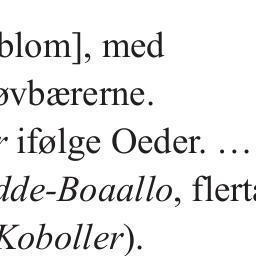 blom], med
øvbærerne.
r ifølge Oeder. …
dde-Boaallo, flerta
Koboller).